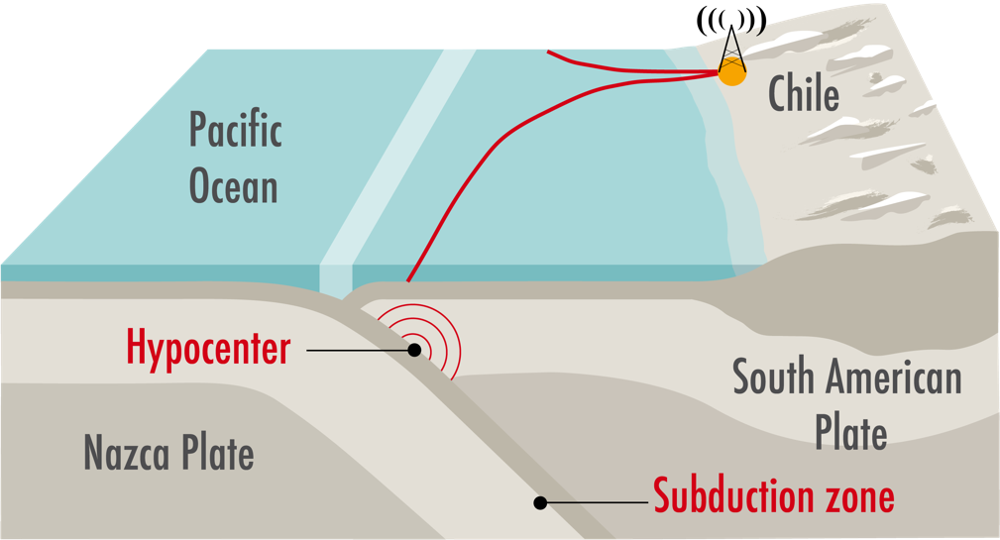 Pacific
Ocean
Chile
Hypocenter
South American
Plate
Nazca Plate
Subduction zone